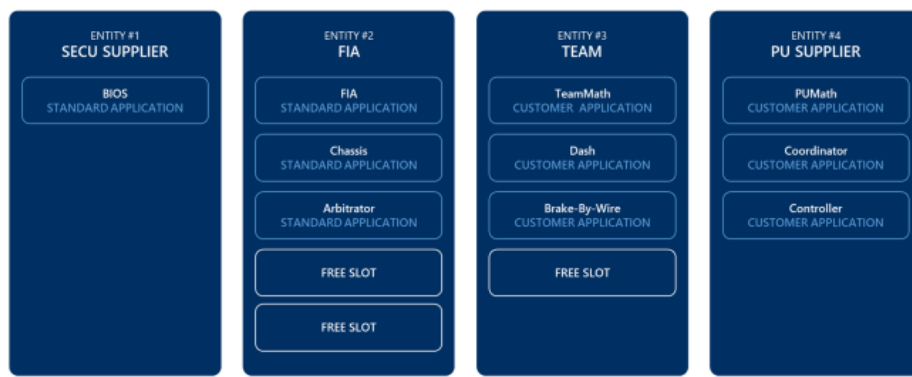 ENTITY #1
SECU SUPPLIER
BIOS
STANDARD APPLICATION
ENTITY #2
FIA
FIA
STANDARD APPLICATION
Chassis
STANDARD APPLICATION
Arbitrator
STANDARD APPLICATION
FREE SLOT
FREE SLOT
ENTITY #3
TEAM
TeamMath
CUSTOMER APPLICATION
Dash
CUSTOMER APPLICATION
Brake-By-Wire
CUSTOMER APPLICATION
FREE SLOT
ENTITY #4
PU SUPPLIER
PUMath
CUSTOMER APPLICATION
Coordinator
CUSTOMER APPLICATION
Controller
CUSTOMER APPLICATION